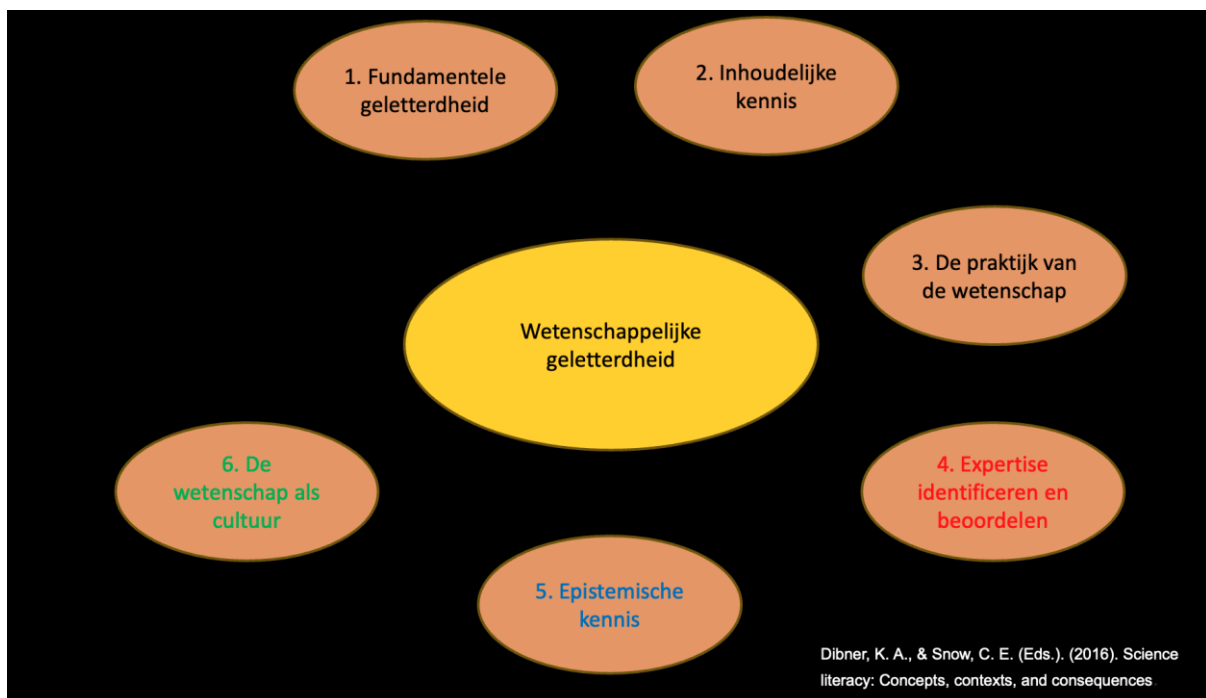 1. Fundamentele
geletterdheid
2. Inhoudelijke
kennis
3. De praktijk van
de wetenschap
Wetenschappelijke
geletterdheid
4. Expertise
identificeren en
beoordelen
5. Epistemische
kennis
6. De
wetenschap als
cultuur
Dibner, K. A., & Snow, C. E. (Eds.). (2016). Science
literacy: Concepts, contexts, and consequences